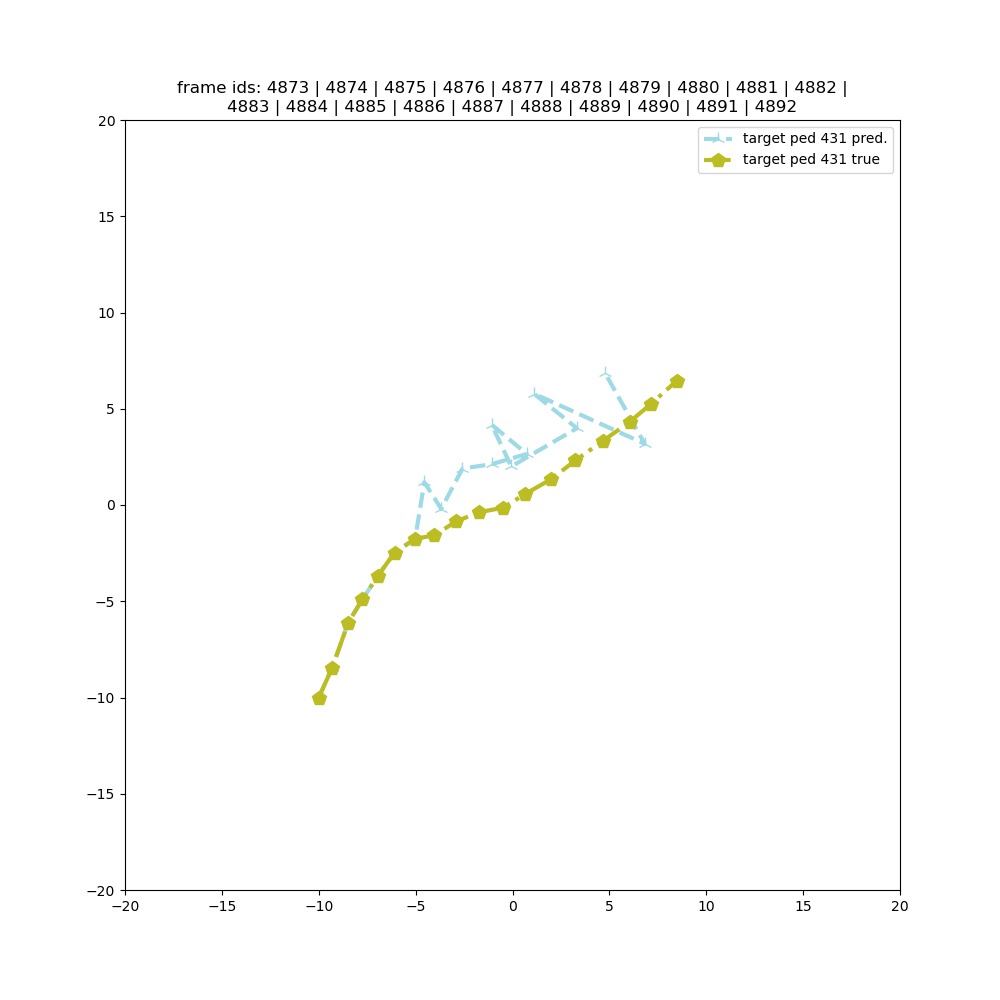 frame ids: 4873 | 4874 | 4875 | 4876 | 4877 | 4878 | 4879 | 4880 | 4881 | 4882 |
4883 | 4884 | 4885 | 4886 | 4887 | 4888 | 4889 | 4890 | 4891 | 4892
target ped 431 pred.
target ped 431 true
20
15
10
5
0
−5
−10
−15
−20
−20 −15 −10 −5 0 5 10 15 20